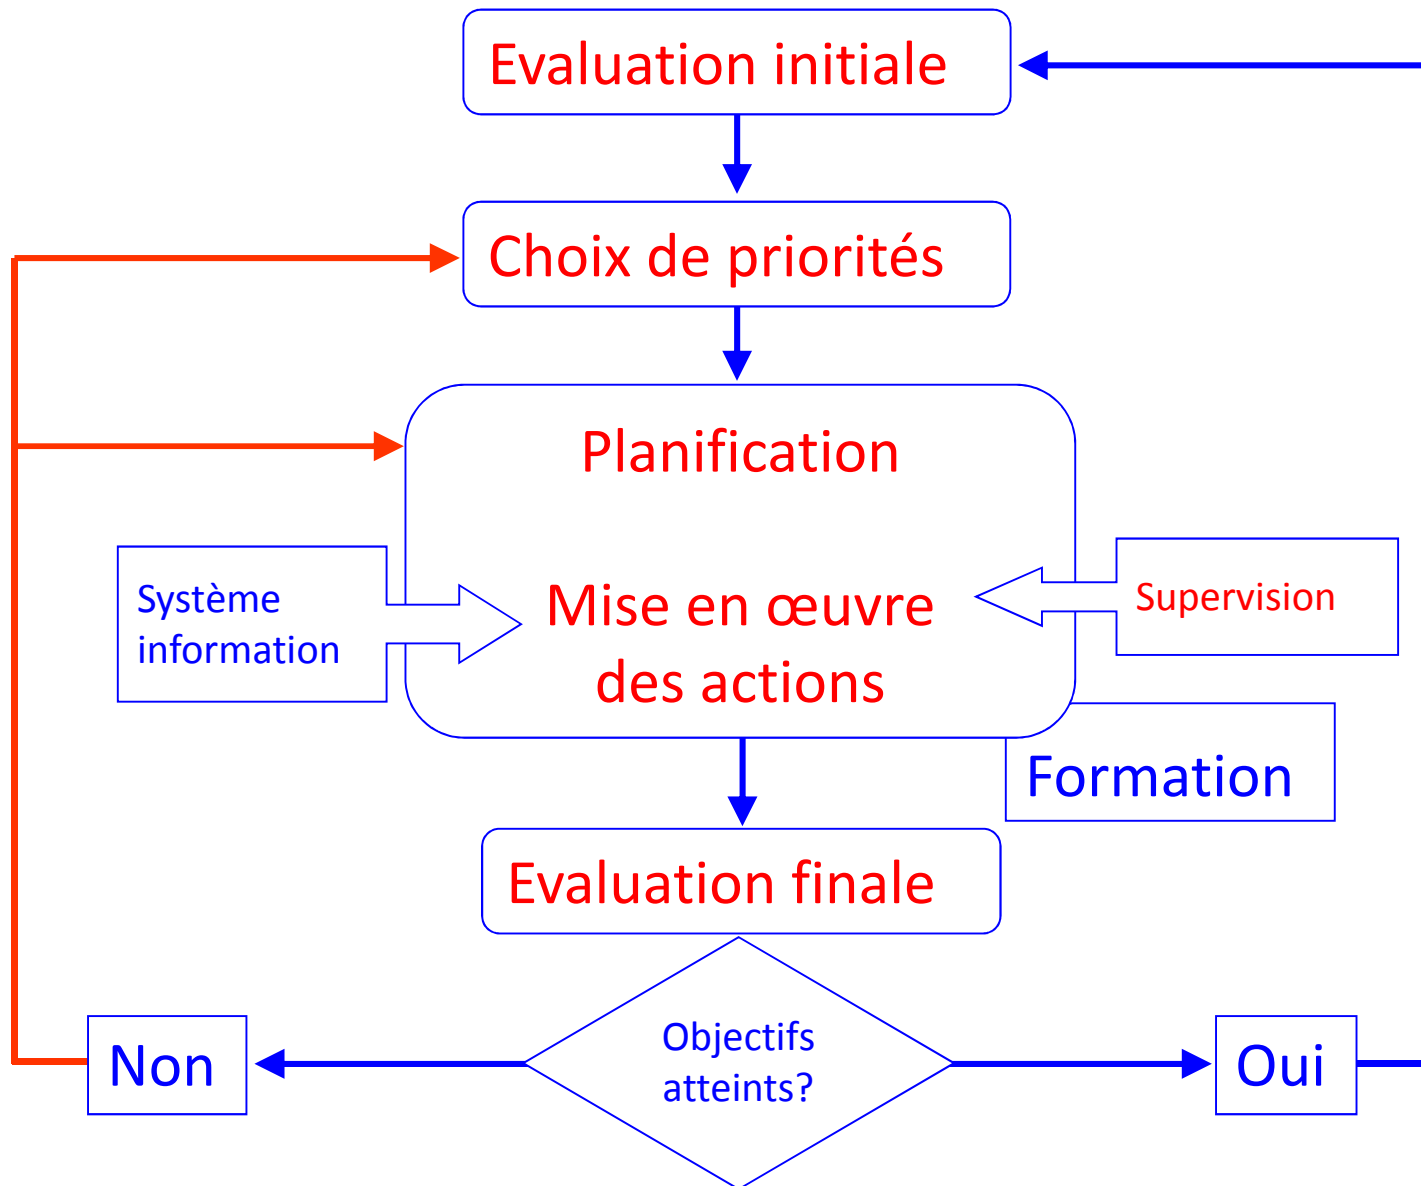 Evaluation initiale
Choix de priorités
Planification
Système
information
Mise en œuvre
des actions
Supervision
Formation
Evaluation finale
Objectifs
atteints?
Non
Oui